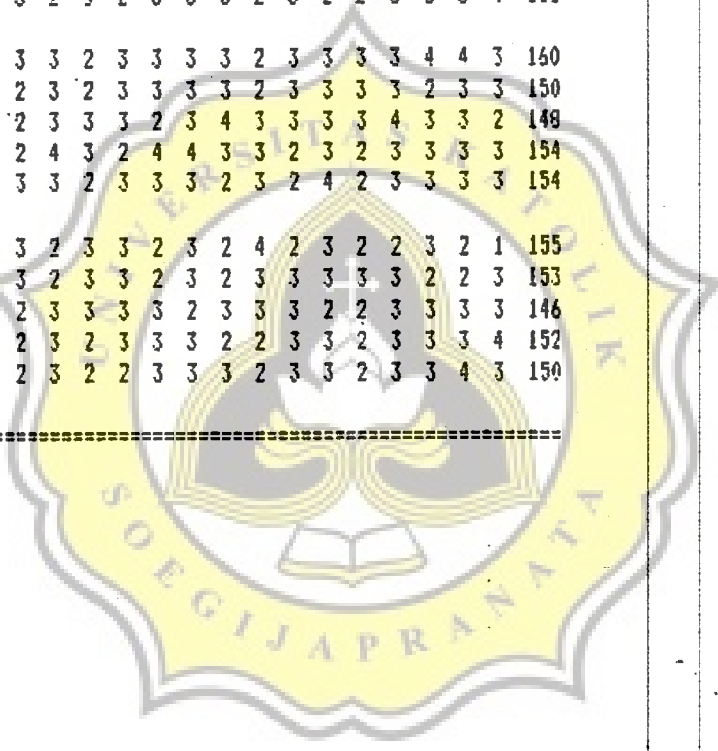 3 3 2 3 3 3 3 2 3 3 3 3 4 4 3 160
2 3 2 3 3 3 3 2 3 3 3 3 2 3 3 150
2 3 3 3 2 3 4 3 3 3 3 4 3 3 2 148
2 4 3 2 4 4 3 3 2 3 2 3 3 3 3 154
3 3 2 3 3 3 2 3 2 4 2 3 3 3 3 154
3 2 3 3 2 3 2 4 2 3 2 2 3 2 1 155
3 2 3 3 2 3 2 3 3 3 3 3 2 2 3 153
2 3 3 3 3 2 3 3 3 2 2 3 3 3 3 146
2 3 2 3 3 3 2 2 3 3 2 3 3 3 4 152
2 3 2 2 3 3 3 2 3 3 2 3 3 4 3 150
UNIVERSITAS KATOLIK
SOEGIJAPRANATA